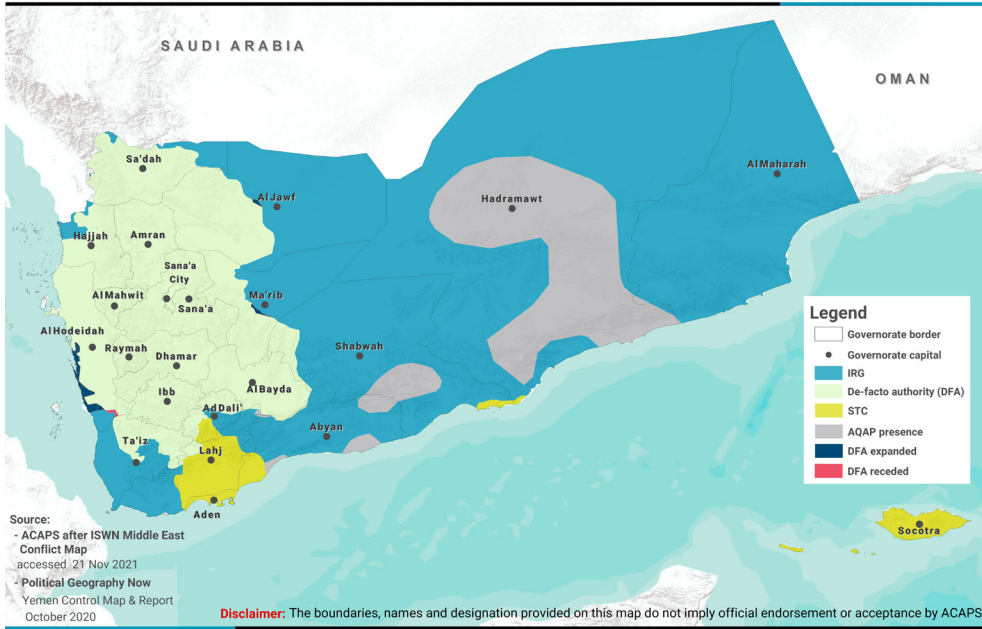 SAUDI ARABIA
OMAN
Sa'dah
Al Maharah
Al Jawf
Hadramawt
Hajjah
Amran
Sana'a
City
Al Mahwit
Sana'a
Ma'rib
Al Hodeidah
Raymah
Dhamar
Shabwah
Ibb
Al Bayda
Ad Dali'
Abyan
Ta'iz
Lahj
Aden
Socotra
Legend
Governorate border
Governorate capital
IRG
De-facto authority (DFA)
STC
AQAP presence
DFA expanded
DFA receded
Source:
- ACAPS after ISWN Middle East
Conflict Map
accessed 21 Nov 2021
- Political Geography Now
Yemen Control Map & Report
October 2020
Disclaimer: The boundaries, names and designation provided on this map do not imply official endorsement or acceptance by ACAPS